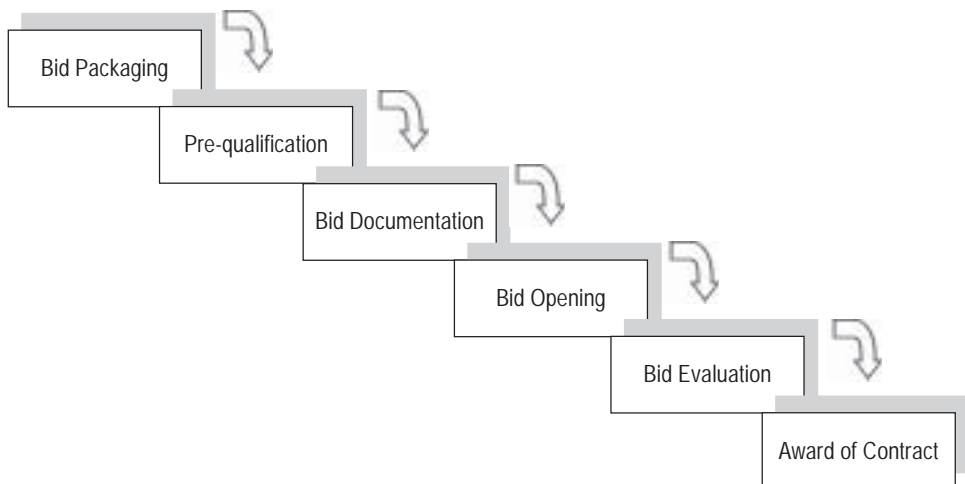 Bid Packaging
Pre-qualification
Bid Documentation
Bid Opening
Bid Evaluation
Award of Contract